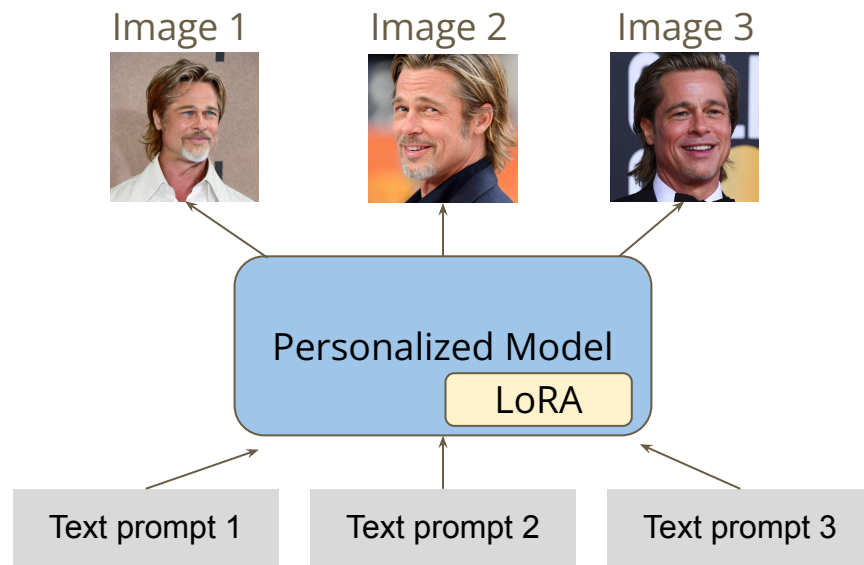 Image 1
Image 2
Image 3
Personalized Model
LoRA
Text prompt 1
Text prompt 2
Text prompt 3